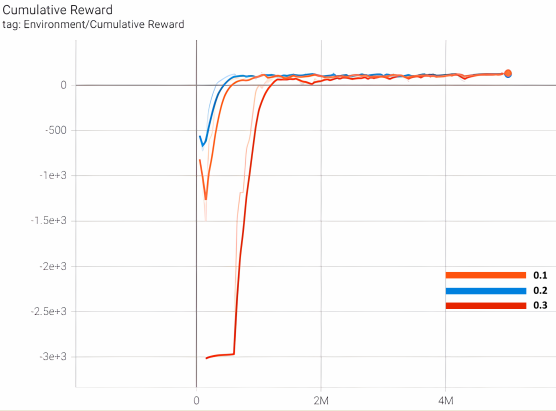 Cumulative Reward
tag: Environment/Cumulative Reward
0
-500
-1e+3
-1.5e+3
-2e+3
-2.5e+3
-3e+3
0.1
0.2
0.3
0 2M 4M